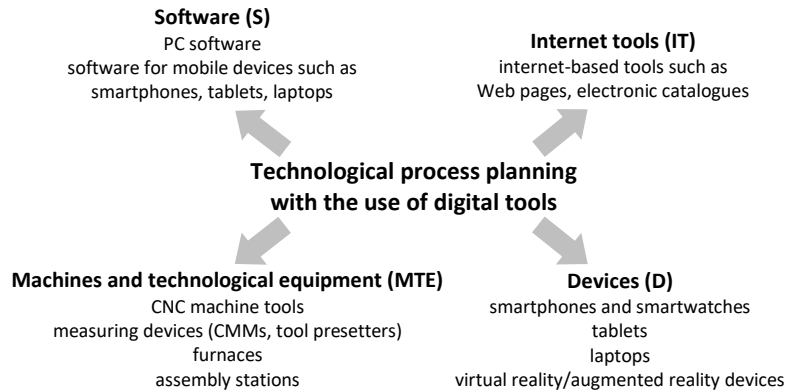 Software (S)
PC software
software for mobile devices such as
smartphones, tablets, laptops
Internet tools (IT)
internet-based tools such as
Web pages, electronic catalogues
Technological process planning
with the use of digital tools
Machines and technological equipment (MTE)
CNC machine tools
measuring devices (CMMs, tool presetters)
furnaces
assembly stations
Devices (D)
smartphones and smartwatches
tablets
laptops
virtual reality/augmented reality devices